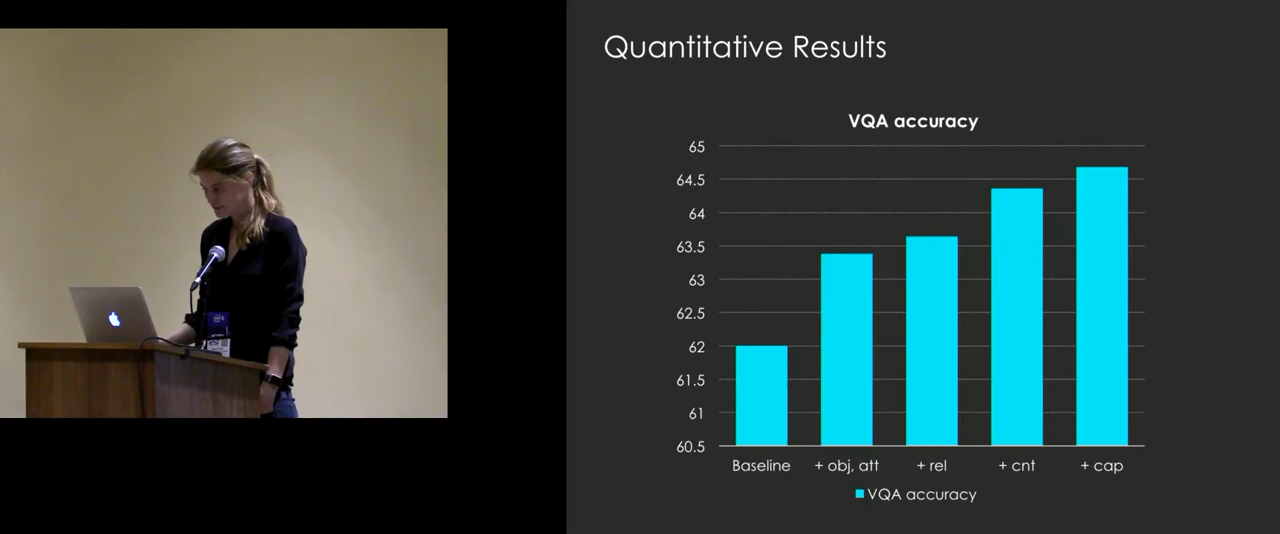 Quantitative Results
VQA accuracy
65
64.5
64
63.5
63
62.5
62
61.5
61
60.5
Baseline
+ obj, att
+ rel
+ cnt
+ cap
VQA accuracy